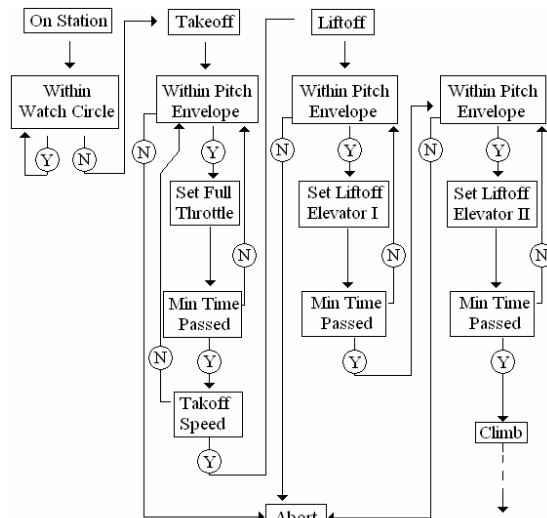 On Station
Within
Watch Circle
Y
N
Takeoff
Within Pitch
Envelope
N
Y
Set Full
Throttle
N
Min Time
Passed
N
Y
Takoff
Speed
Y
Liftoff
Within Pitch
Envelope
N
Y
Set Liftoff
Elevator I
N
Min Time
Passed
Y
Within Pitch
Envelope
N
Y
Set Liftoff
Elevator II
N
Min Time
Passed
Y
Climb
Abort